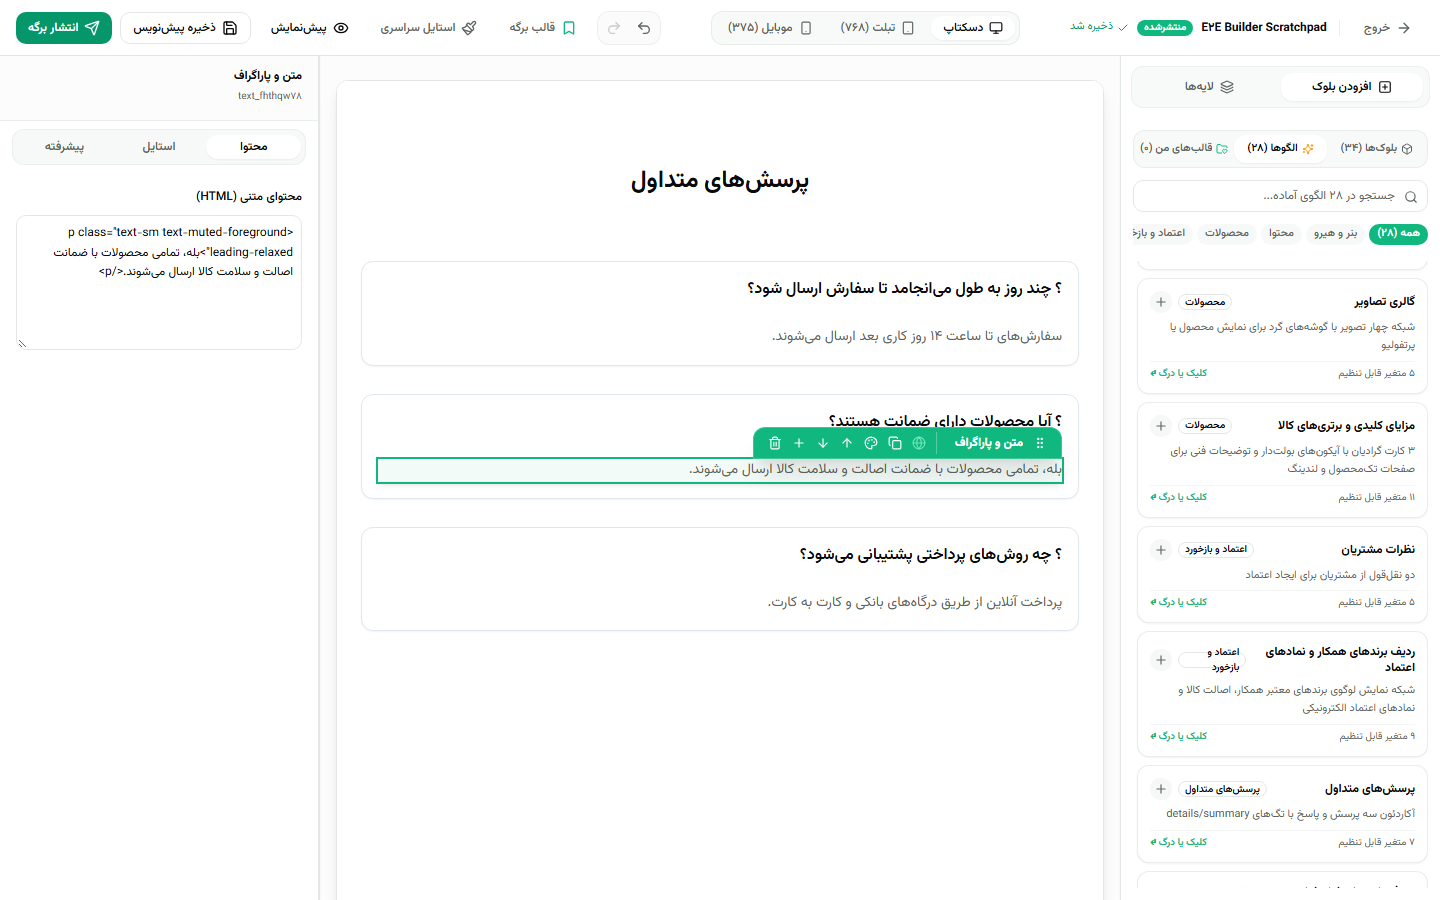 خروج
E2E Builder Scratchpad
منتشرشده
ذخیره شد
دسکتاپ
تبلت (۷۶۸)
موبایل (۳۷۵)
قالب برگه
استایل سراسری
پیش‌نمایش
ذخیره پیش‌نویس
انتشار برگه
افزودن بلوک
لایه‌ها
بلوک‌ها (۳۴)
الگوها (۲۸)
قالب‌های من (۰)
جستجو در ۲۸ الگوی آماده...
همه (۲۸)
بنر و هیرو
محتوا
محصولات
اعتماد و بازخ
گالری تصاویر
محصولات
شبکه چهار تصویر با گوشه‌های گرد برای نمایش محصول یا
پرتفولیو
۵ متغیر قابل تنظیم
کلیک یا درگ
مزایای کلیدی و برتری‌های کالا
محصولات
۳ کارت گرادیان با آیکون‌های بولت‌دار و توضیحات فنی برای
صفحات تک‌محصول و لندینگ
۱۱ متغیر قابل تنظیم
کلیک یا درگ
نظرات مشتریان
اعتماد و بازخورد
دو نقل‌قول از مشتریان برای ایجاد اعتماد
۵ متغیر قابل تنظیم
کلیک یا درگ
ردیف برندهای همکار و نمادهای
اعتماد
اعتماد و
بازخورد
شبکه نمایش لوگوی برندهای معتبر همکار، اصالت کالا و
نمادهای اعتماد الکترونیکی
۹ متغیر قابل تنظیم
کلیک یا درگ
پرسش‌های متداول
پرسش‌های متداول
آکاردئون سه پرسش و پاسخ با تگ‌های details/summary
۷ متغیر قابل تنظیم
کلیک یا درگ
پرسش‌های متداول
؟ چند روز به طول می‌انجامد تا سفارش ارسال شود؟
سفارش‌های تا ساعت ۱۴ روز کاری بعد ارسال می‌شوند.
؟ آیا محصولات دارای ضمانت هستند؟
متن و پاراگراف
بله، تمامی محصولات با ضمانت اصالت و سلامت کالا ارسال می‌شوند.
؟ چه روش‌های پرداختی پشتیبانی می‌شود؟
پرداخت آنلاین از طریق درگاه‌های بانکی و کارت به کارت.
متن و پاراگراف
text_fhthqw۷۸
محتوا
استایل
پیشرفته
محتوای متنی (HTML)
<p class="text-sm text-muted-foreground
leading-relaxed">بله، تمامی محصولات با ضمانت
اصالت و سلامت کالا ارسال می‌شوند.</p>